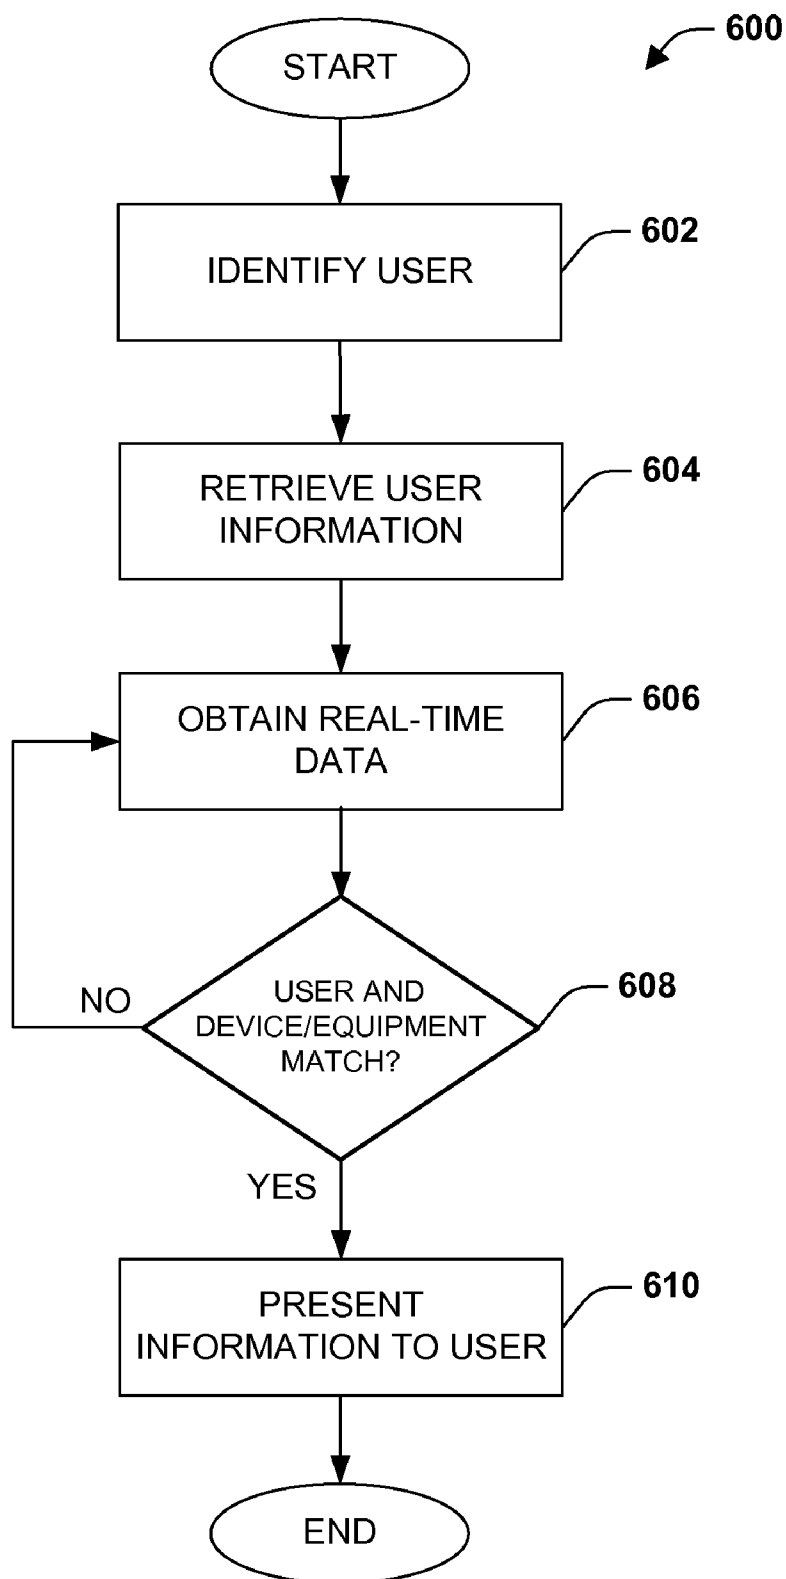 600
START
602
IDENTIFY USER
604
RETRIEVE USER
INFORMATION
606
OBTAIN REAL-TIME
DATA
608
USER AND
DEVICE/EQUIPMENT
MATCH?
NO
YES
610
PRESENT
INFORMATION TO USER
END